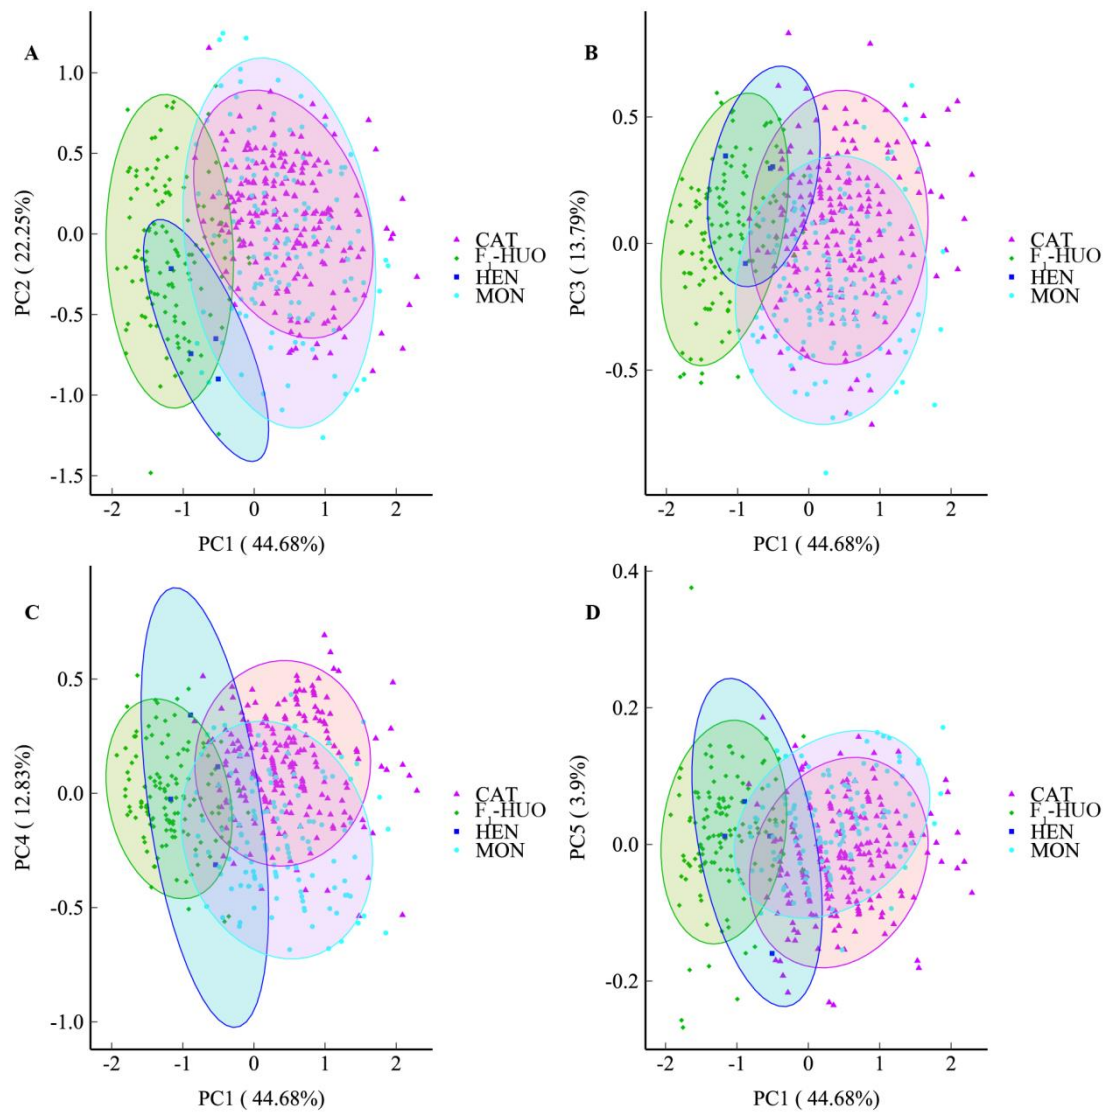 A
1.0
0.5
0.0
-0.5
-1.0
-1.5
PC2 ( 22.25%)
-2 -1 0 1 2
PC1 ( 44.68%)
CAT
F₁-HUO
HEN
MON
B
0.5
0.0
-0.5
PC3 ( 13.79%)
-2 -1 0 1 2
PC1 ( 44.68%)
CAT
F₁-HUO
HEN
MON
C
0.5
0.0
-0.5
-1.0
PC4 ( 12.83%)
-2 -1 0 1 2
PC1 ( 44.68%)
CAT
F₁-HUO
HEN
MON
D
0.4
0.2
0.0
-0.2
PC5 ( 3.9%)
-2 -1 0 1 2
PC1 ( 44.68%)
CAT
F₁-HUO
HEN
MON